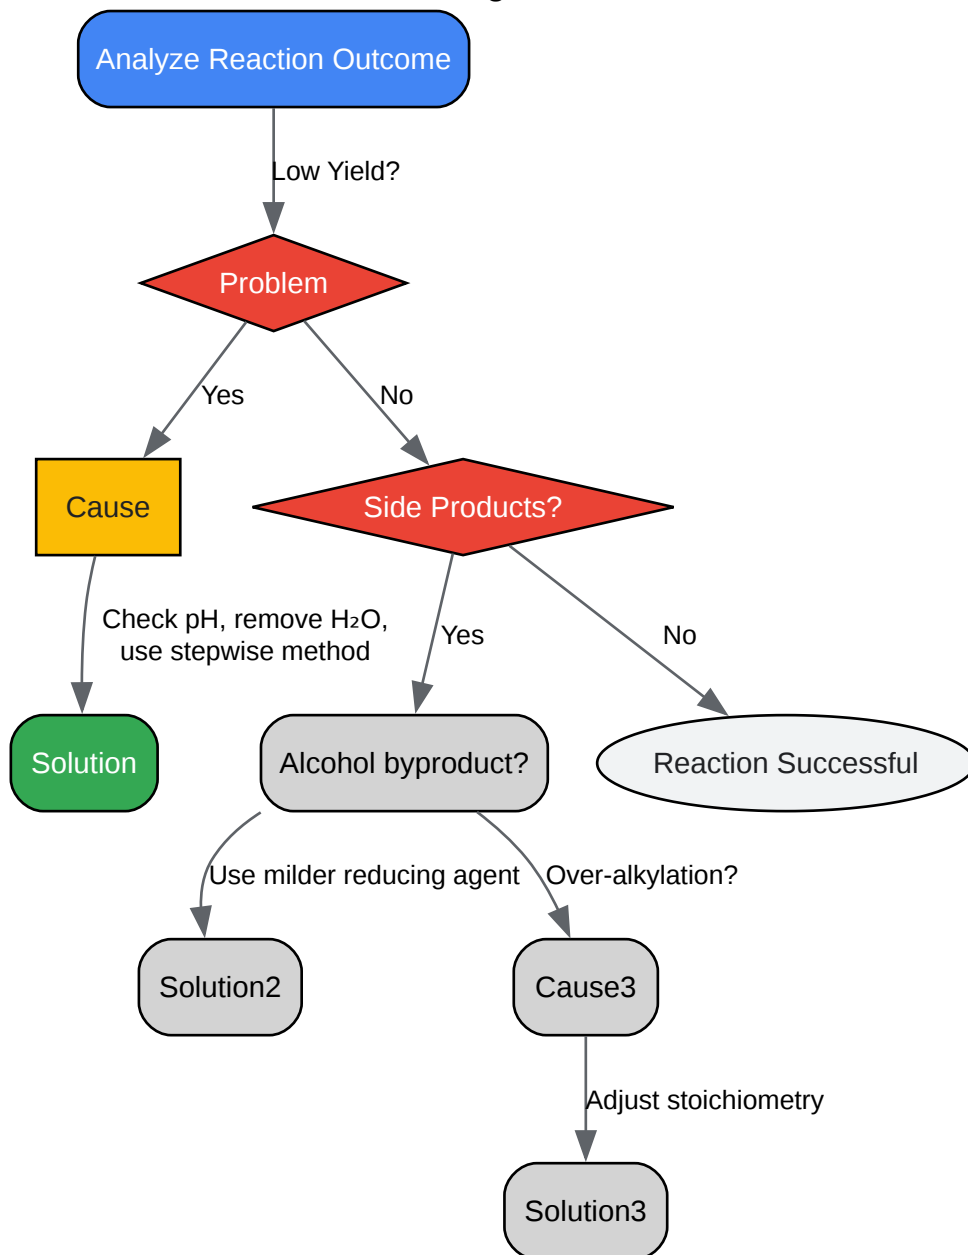 Analyze Reaction Outcome
Low Yield?
Problem
Yes
No
Cause
Side Products?
Check pH, remove H₂O,
use stepwise method
Yes
No
Solution
Alcohol byproduct?
Reaction Successful
Use milder reducing agent
Over-alkylation?
Solution2
Cause3
Adjust stoichiometry
Solution3